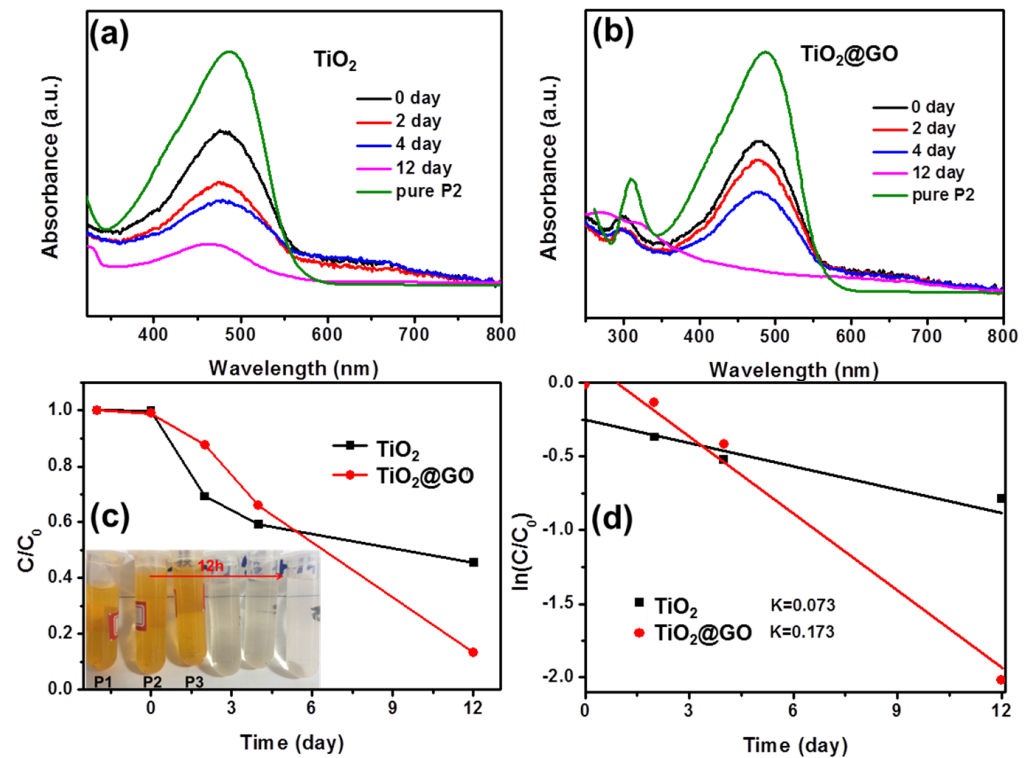 (a)
TiO2
0 day
2 day
4 day
12 day
pure P2
Absorbance (a.u.)
400 500 600 700 800
Wavelength (nm)
(b)
TiO2@GO
0 day
2 day
4 day
12 day
pure P2
Absorbance (a.u.)
300 400 500 600 700 800
Wavelength (nm)
1.0
0.8
0.6
0.4
0.2
0.0
C/C0
TiO2
TiO2@GO
(c)
12h
P1 P2 P3
0 3 6 9 12
Time (day)
0.0
-0.5
-1.0
-1.5
-2.0
ln(C/C0)
(d)
TiO2 K=0.073
TiO2@GO K=0.173
0 3 6 9 12
Time (day)